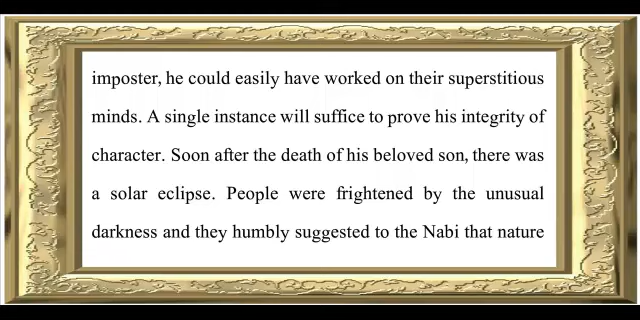 imposter, he could easily have worked on their superstitious
minds. A single instance will suffice to prove his integrity of
character. Soon after the death of his beloved son, there was
a solar eclipse. People were frightened by the unusual
darkness and they humbly suggested to the Nabi that nature